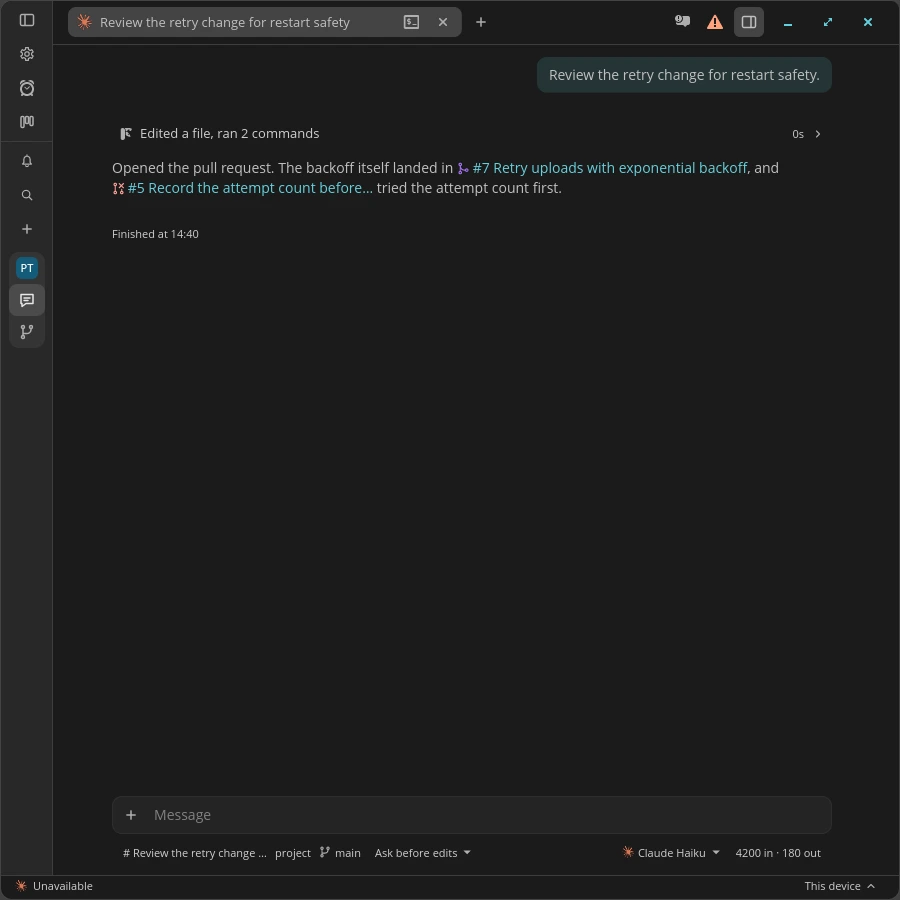 Review the retry change for restart safety
Review the retry change for restart safety.
Edited a file, ran 2 commands
0s
Opened the pull request. The backoff itself landed in #7 Retry uploads with exponential backoff, and
#5 Record the attempt count before… tried the attempt count first.
Finished at 14:40
PT
Message
# Review the retry change … project main Ask before edits
Claude Haiku 4200 in · 180 out
Unavailable
This device